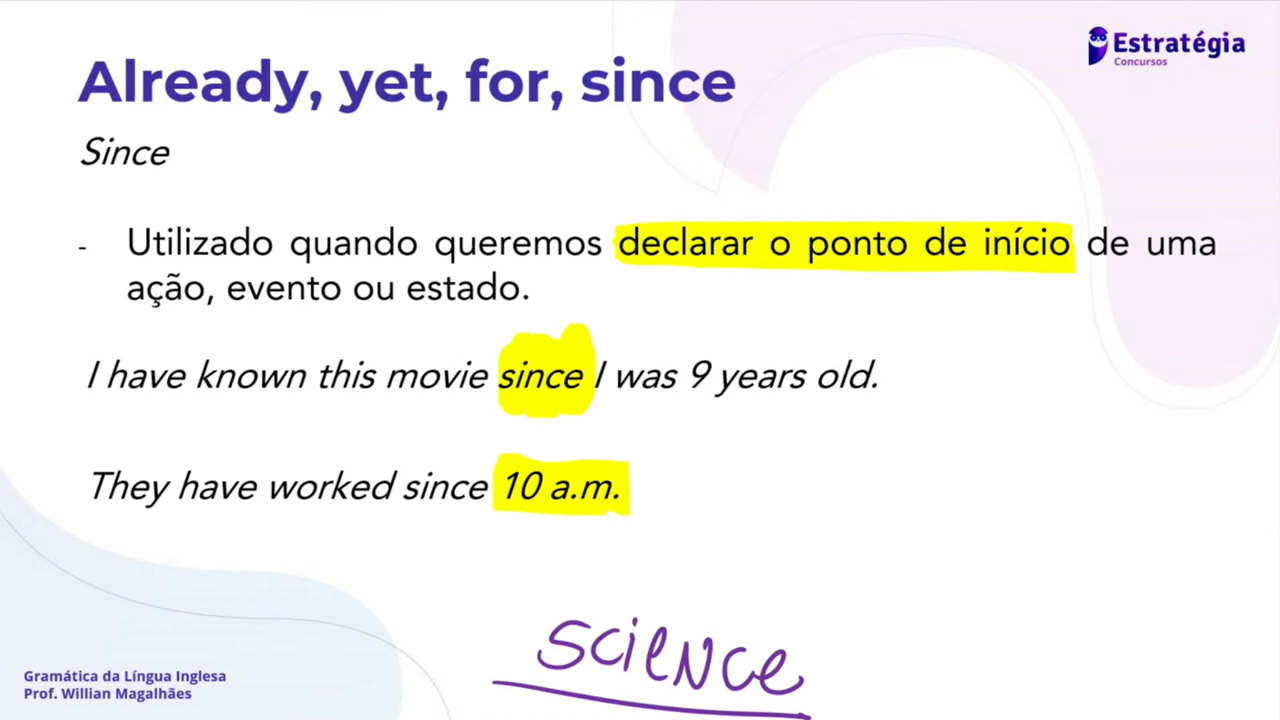 Estratégia
Concursos
Already, yet, for, since
Since
- Utilizado quando queremos declarar o ponto de início de uma
ação, evento ou estado.
I have known this movie since I was 9 years old.
They have worked since 10 a.m.
science
Gramática da Língua Inglesa
Prof. Willian Magalhães